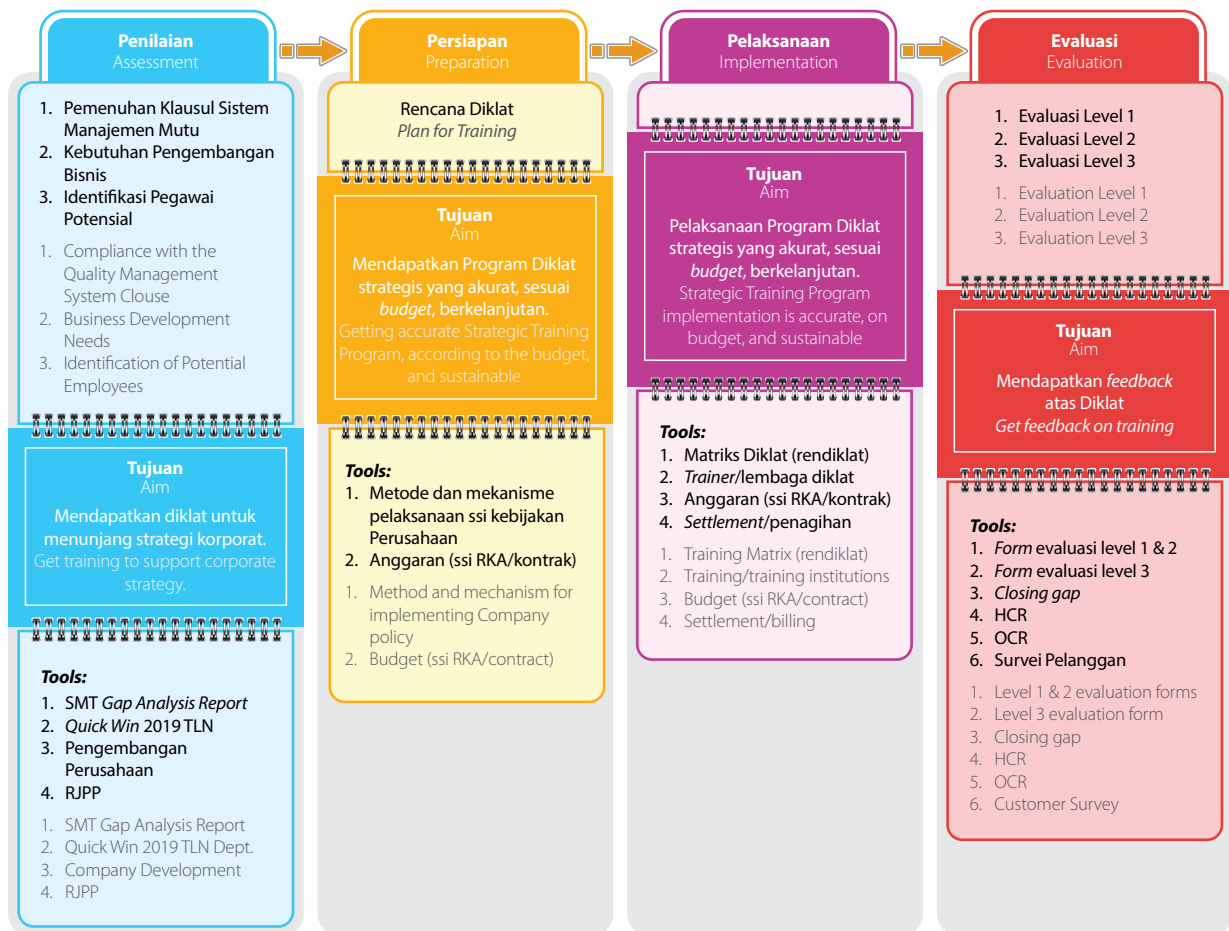 Penilaian
Assessment
1. Pemenuhan Klausul Sistem
Manajemen Mutu
2. Kebutuhan Pengembangan
Bisnis
3. Identifikasi Pegawai
Potensial
1. Compliance with the
Quality Management
System Clouse
2. Business Development
Needs
3. Identification of Potential
Employees
Tujuan
Aim
Mendapatkan diklat untuk
menunjang strategi korporat.
Get training to support corporate
strategy.
Tools:
1. SMT Gap Analysis Report
2. Quick Win 2019 TLN
3. Pengembangan
Perusahaan
4. RJPP
1. SMT Gap Analysis Report
2. Quick Win 2019 TLN Dept.
3. Company Development
4. RJPP
Persiapan
Preparation
Rencana Diklat
Plan for Training
Tujuan
Aim
Mendapatkan Program Diklat
strategis yang akurat, sesuai
budget, berkelanjutan.
Getting accurate Strategic Training
Program, according to the budget,
and sustainable
Tools:
1. Metode dan mekanisme
pelaksanaan ssi kebijakan
Perusahaan
2. Anggaran (ssi RKA/kontrak)
1. Method and mechanism for
implementing Company
policy
2. Budget (ssi RKA/contract)
Pelaksanaan
Implementation
Tujuan
Aim
Pelaksanaan Program Diklat
strategis yang akurat, sesuai
budget, berkelanjutan.
Strategic Training Program
implementation is accurate, on
budget, and sustainable
Tools:
1. Matriks Diklat (rendiklat)
2. Trainer/lembaga diklat
3. Anggaran (ssi RKA/kontrak)
4. Settlement/penagihan
1. Training Matrix (rendiklat)
2. Training/training institutions
3. Budget (ssi RKA/contract)
4. Settlement/billing
Evaluasi
Evaluation
1. Evaluasi Level 1
2. Evaluasi Level 2
3. Evaluasi Level 3
1. Evaluation Level 1
2. Evaluation Level 2
3. Evaluation Level 3
Tujuan
Aim
Mendapatkan feedback
atas Diklat
Get feedback on training
Tools:
1. Form evaluasi level 1 & 2
2. Form evaluasi level 3
3. Closing gap
4. HCR
5. OCR
6. Survei Pelanggan
1. Level 1 & 2 evaluation forms
2. Level 3 evaluation form
3. Closing gap
4. HCR
5. OCR
6. Customer Survey